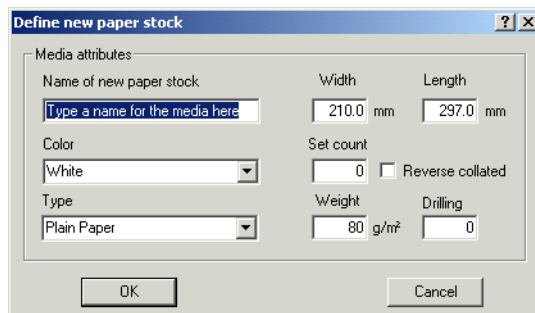 Define new paper stock
Media attributes
Name of new paper stock Width Length
Type a name for the media here 210.0 mm 297.0 mm
Color Set count
White 0 Reverse collated
Type Weight Drilling
Plain Paper 80 g/m² 0
OK Cancel